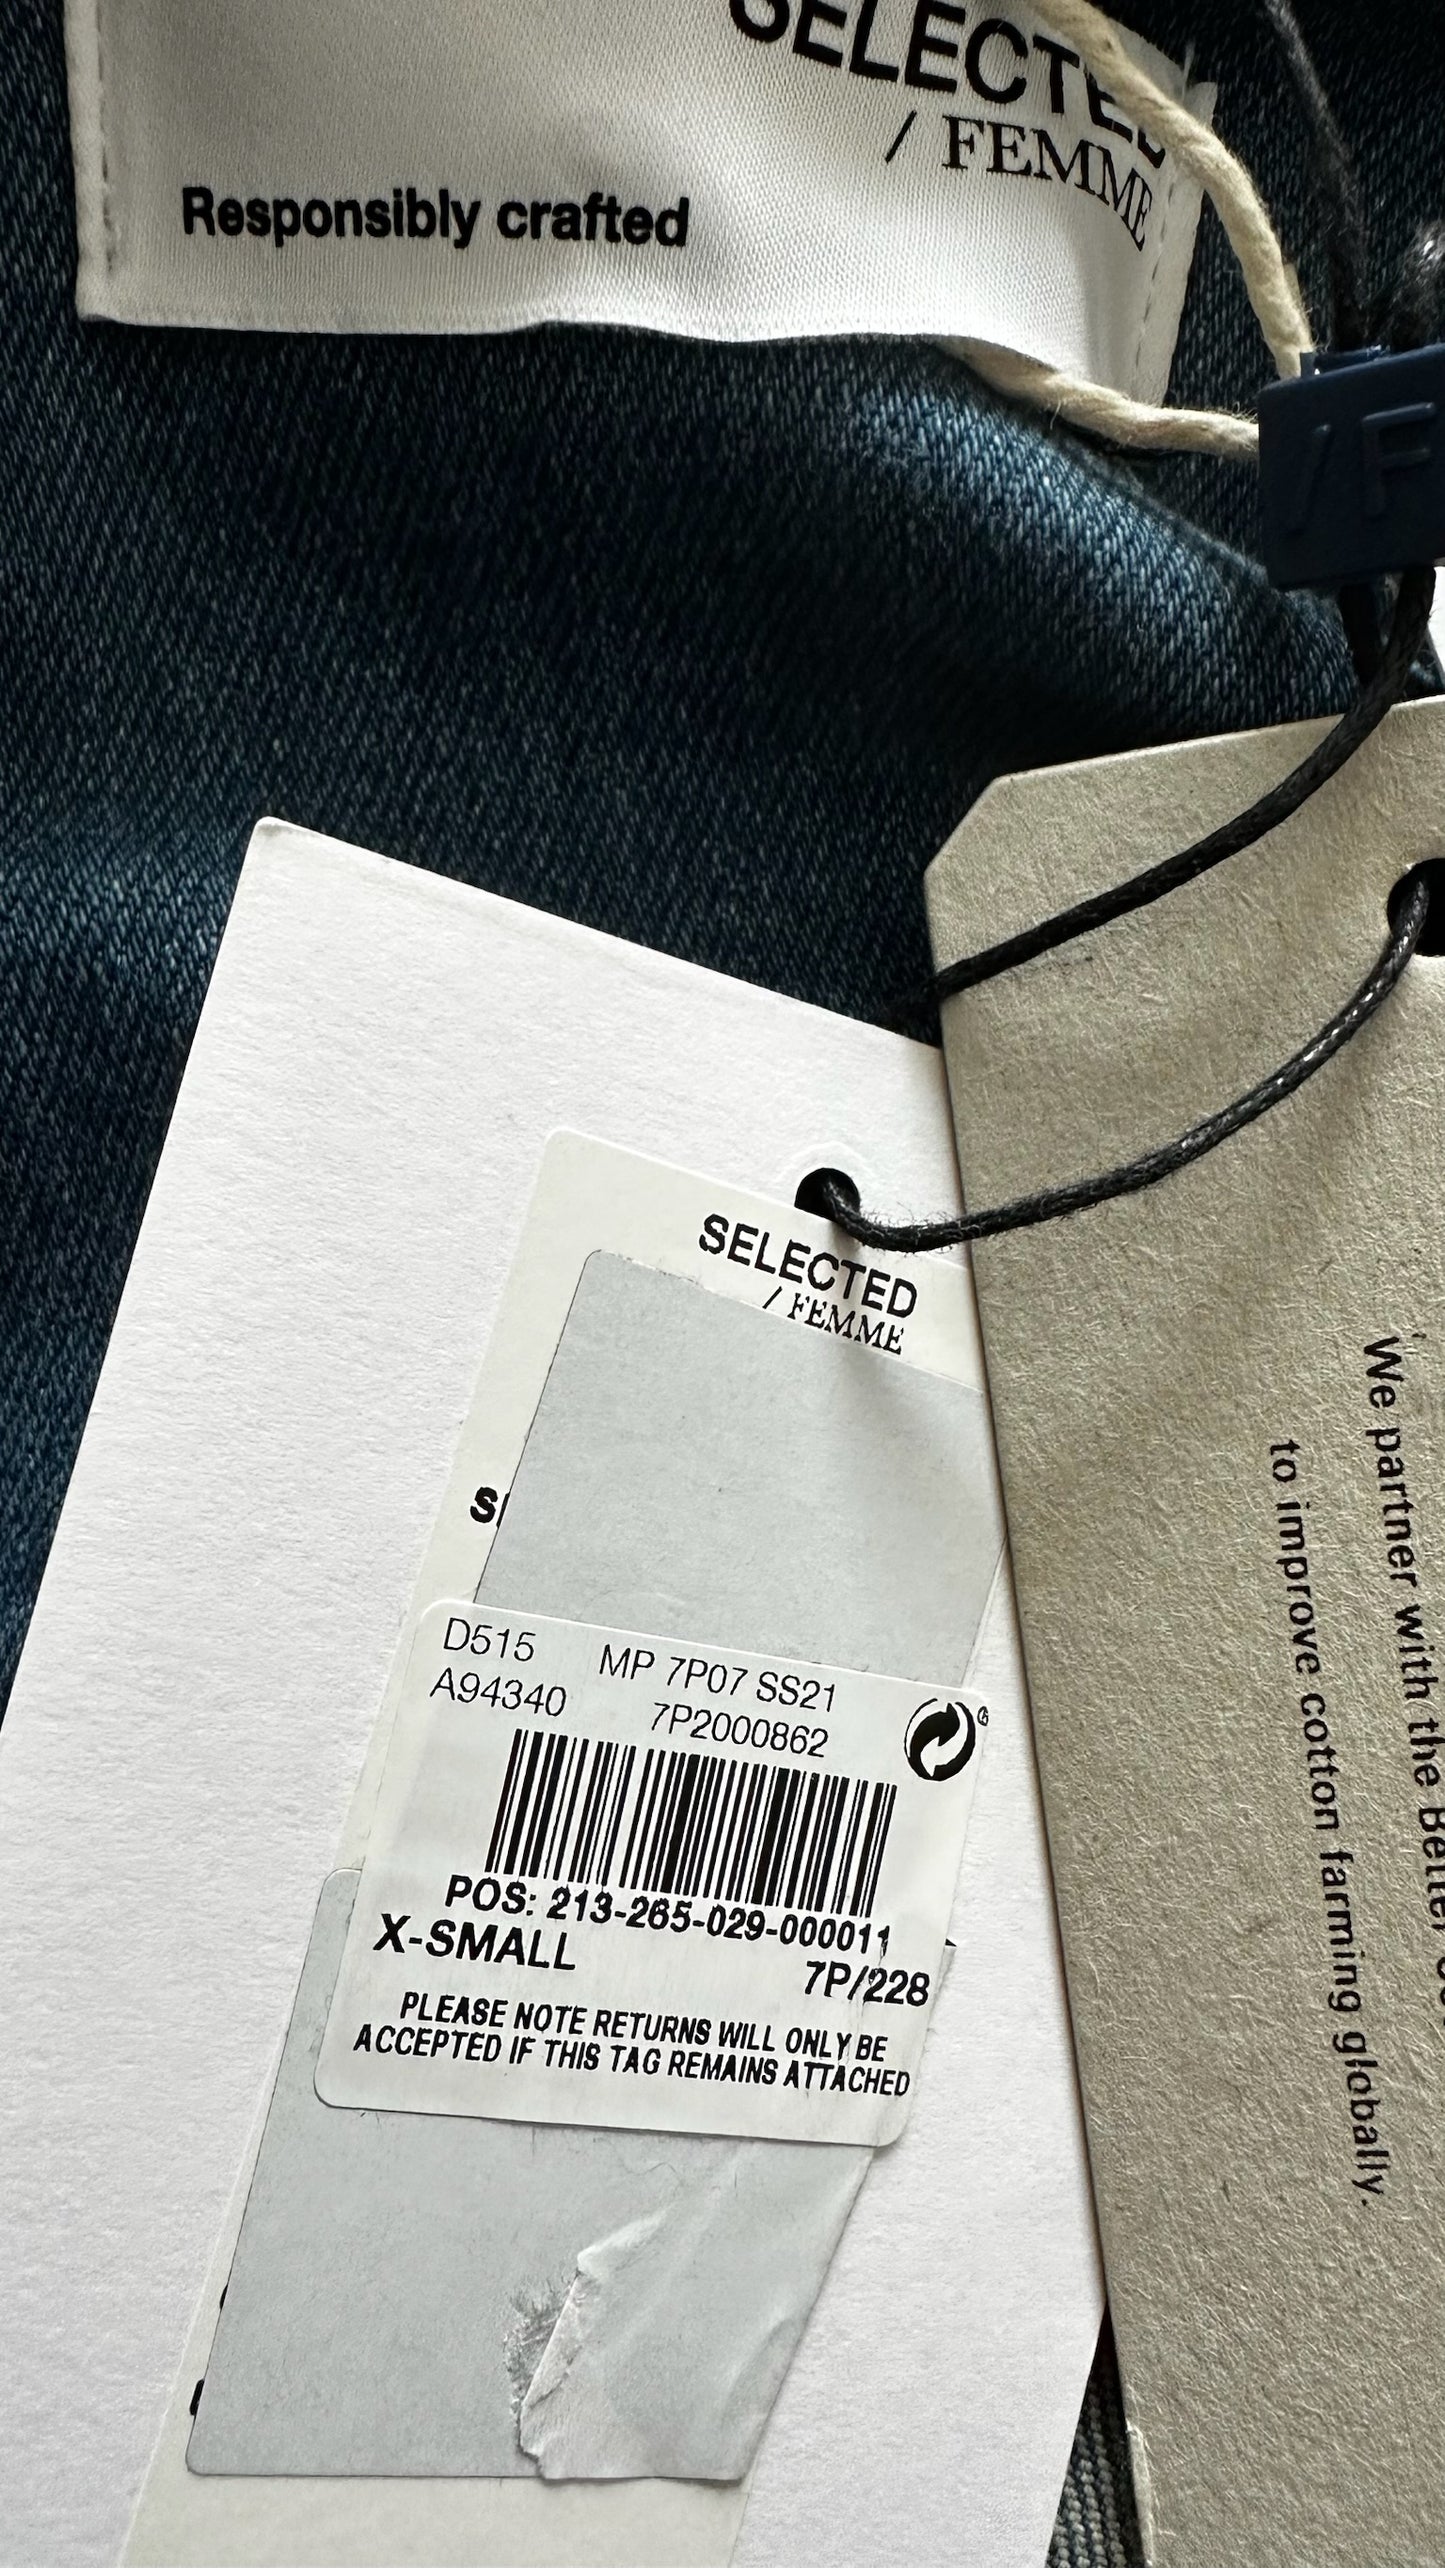 SELECTED
/ FEMME
Responsibly crafted
/F
SELECTED
/ FEMME
D515 MP 7P07 SS21
A94340 7P2000862
POS: 213-265-029-000011
X-SMALL
7P/228
PLEASE NOTE RETURNS WILL ONLY BE
ACCEPTED IF THIS TAG REMAINS ATTACHED
We partner with the Better
to improve cotton farming globally.